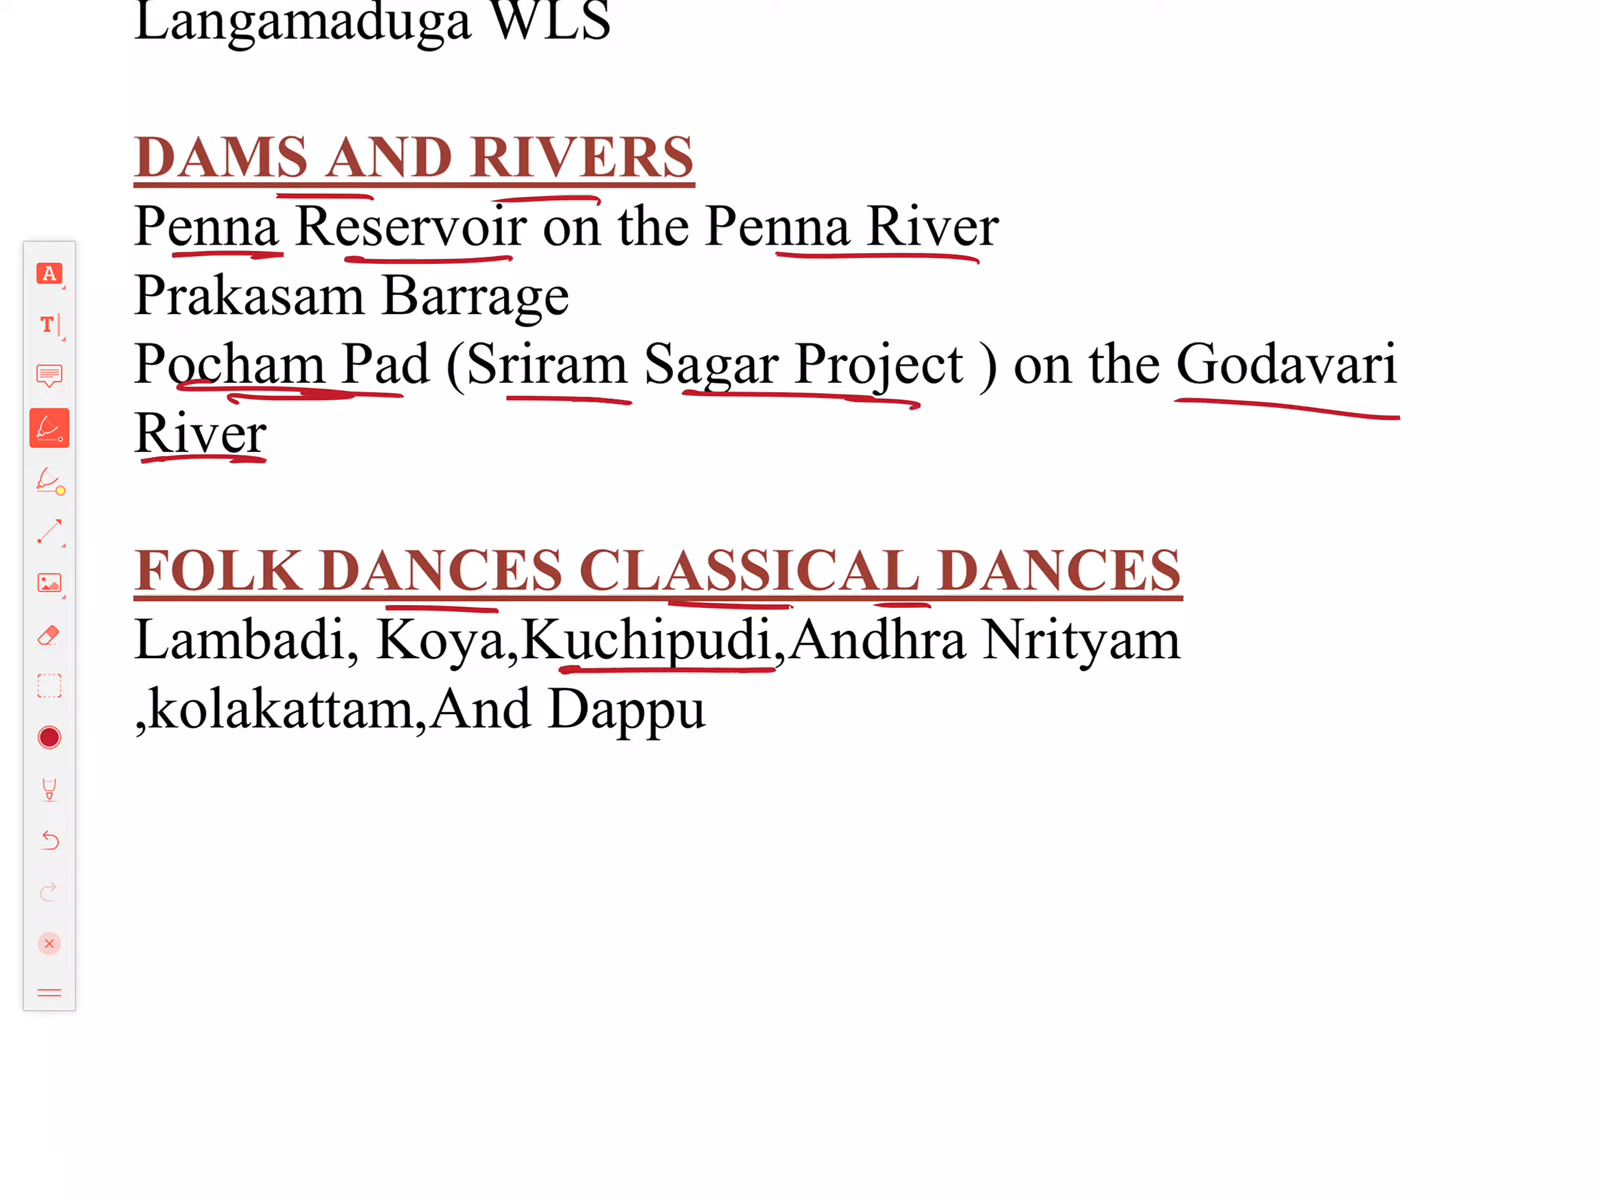 Langamaduga WLS
DAMS AND RIVERS
Penna Reservoir on the Penna River
Prakasam Barrage
Pocham Pad (Sriram Sagar Project ) on the Godavari
River
FOLK DANCES CLASSICAL DANCES
Lambadi, Koya,Kuchipudi,Andhra Nrityam
,kolakattam,And Dappu
A
T